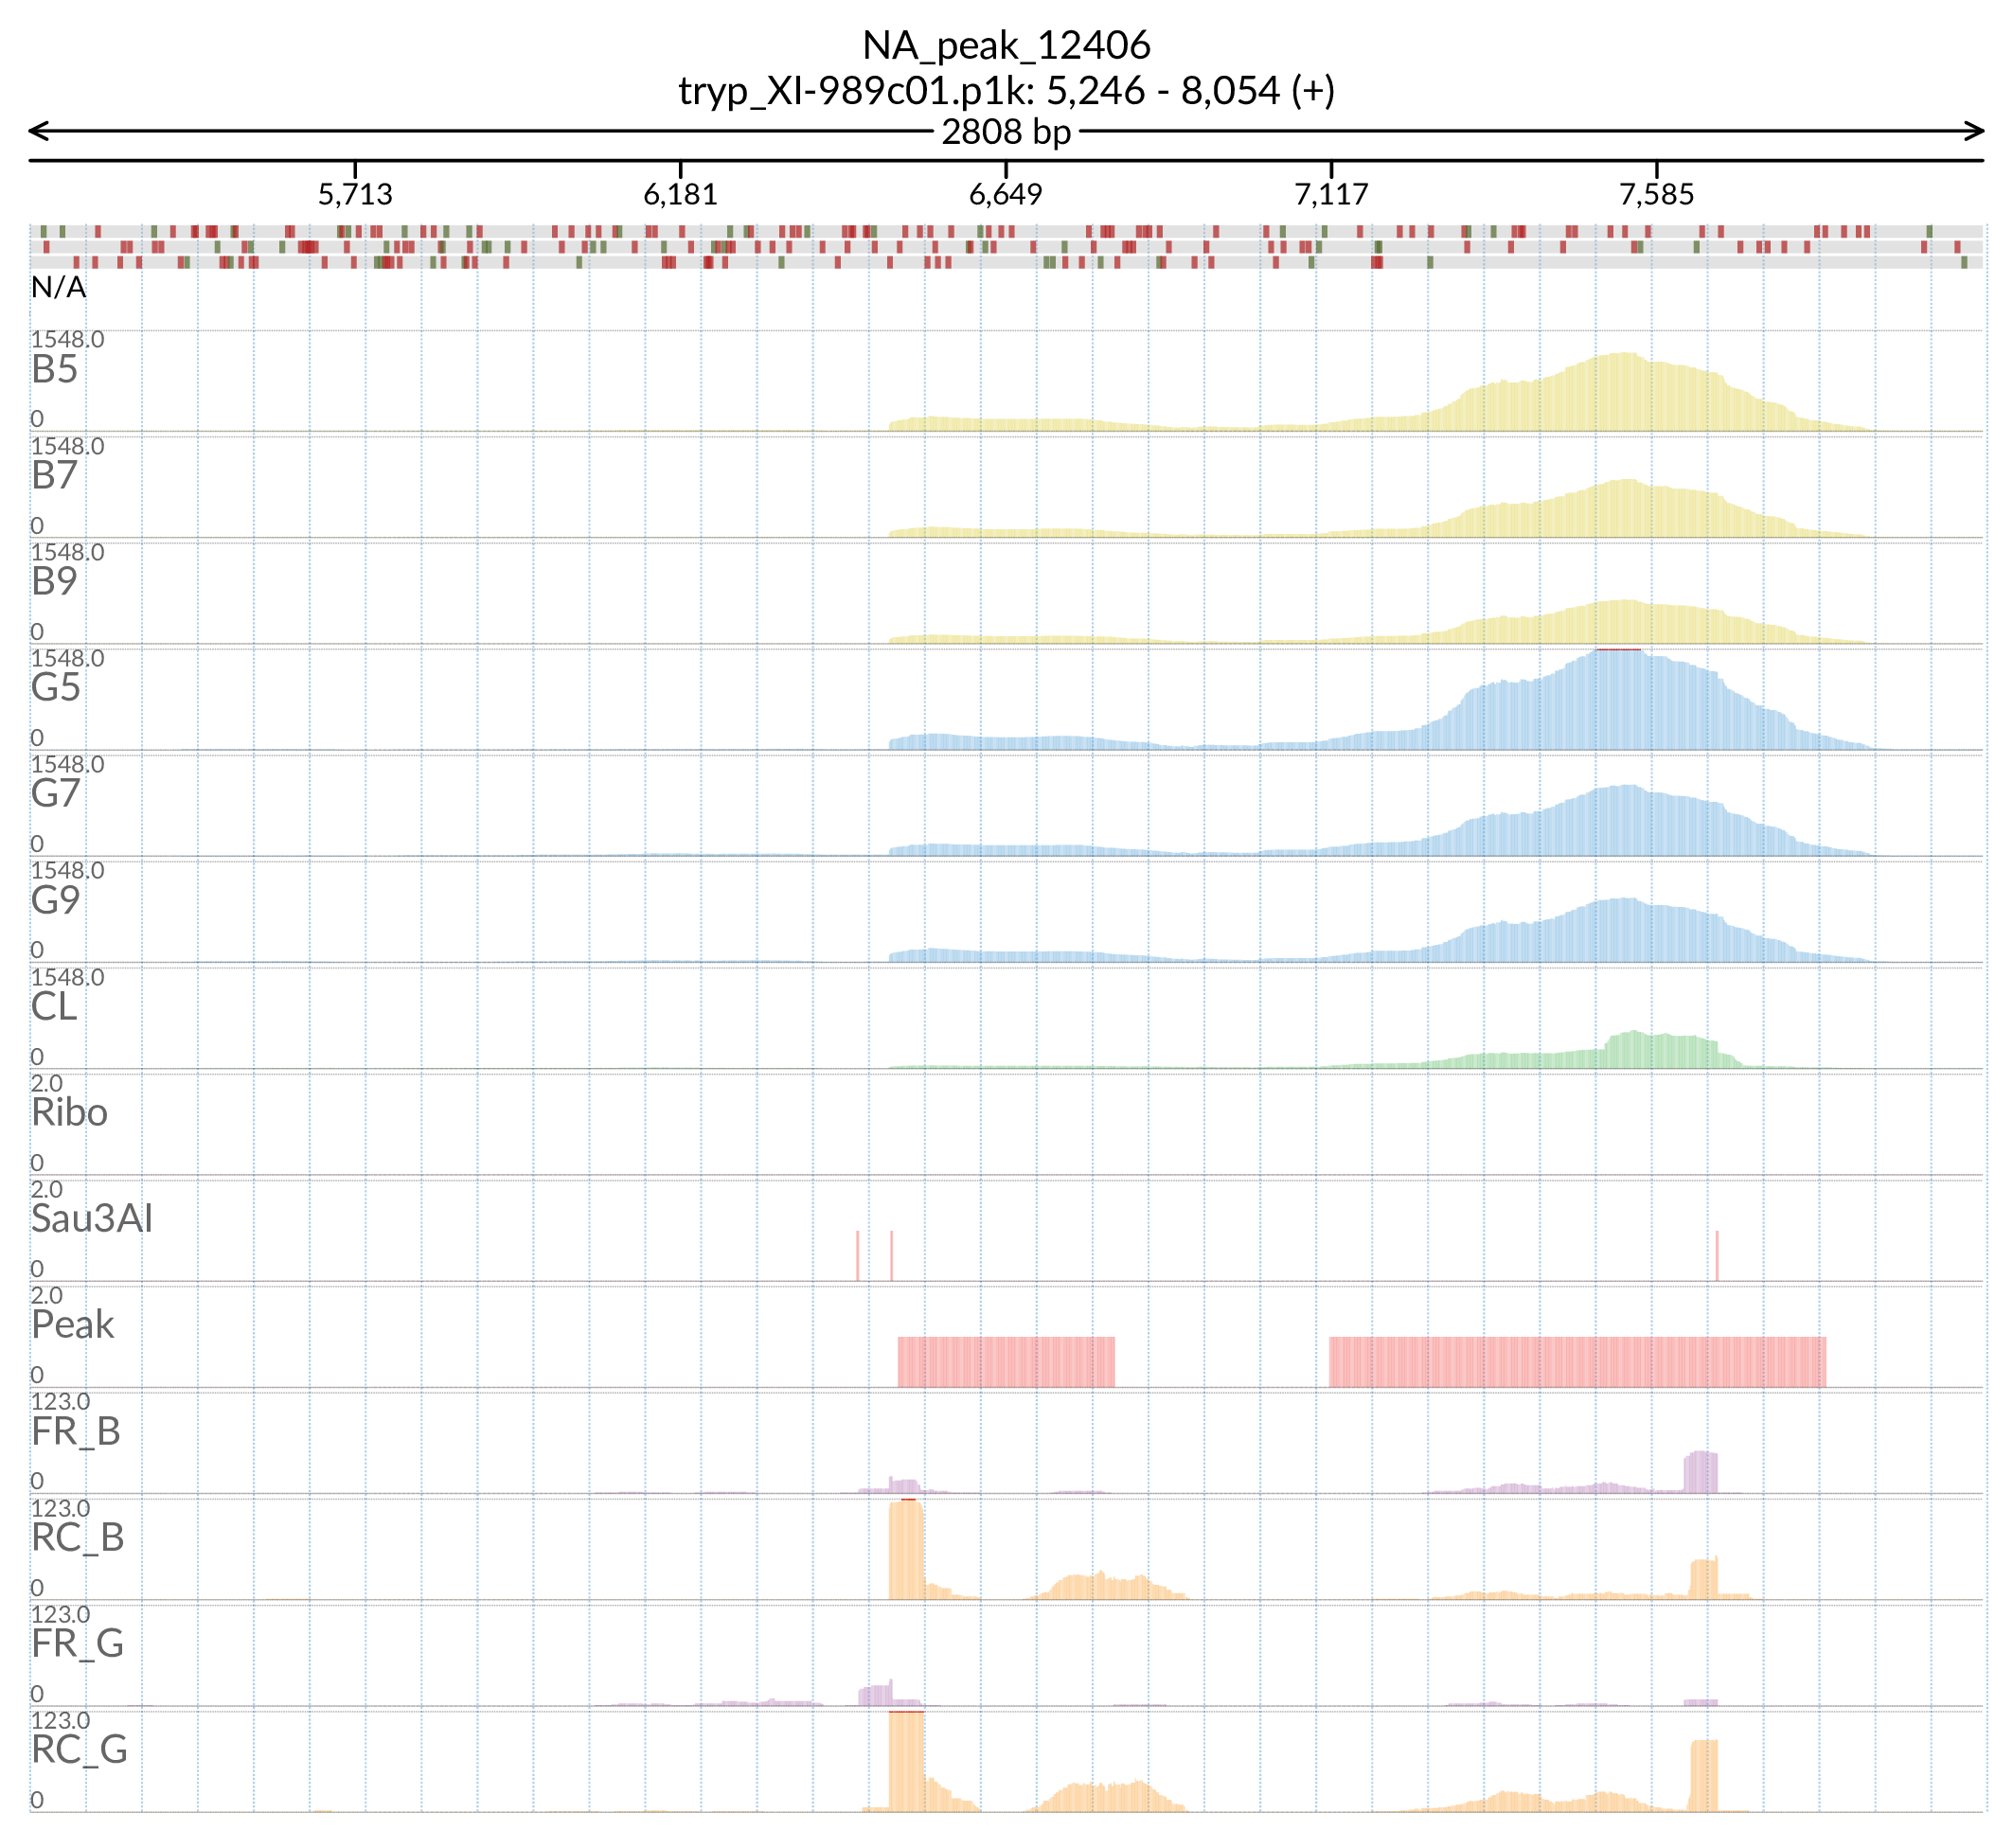 NA_peak_12406
tryp_XI-989c01.p1k: 5,246 - 8,054 (+)
2808 bp
5,713 6,181 6,649 7,117 7,585
N/A
1548.0
B5
0
1548.0
B7
0
1548.0
B9
0
1548.0
G5
0
1548.0
G7
0
1548.0
G9
0
1548.0
CL
0
2.0
Ribo
0
2.0
Sau3AI
0
2.0
Peak
0
123.0
FR_B
0
123.0
RC_B
0
123.0
FR_G
0
123.0
RC_G
0